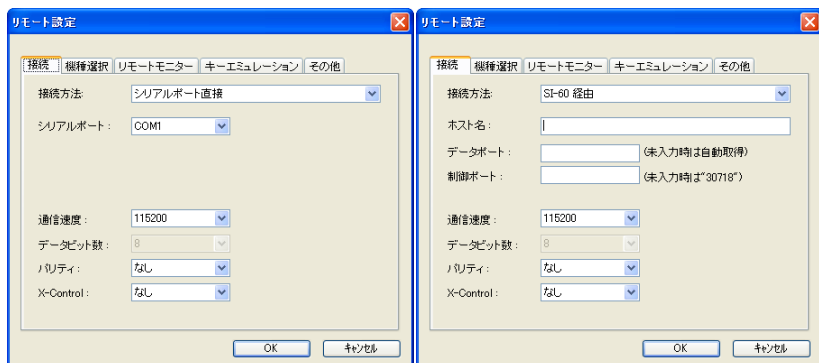 リモート設定
接続 機種選択 リモートモニター キーエミュレーション その他
接続方法: シリアルポート直接
シリアルポート: COM1
通信速度: 115200
データビット数: 8
パリティ: なし
X-Control: なし
OK キャンセル
リモート設定
接続 機種選択 リモートモニター キーエミュレーション その他
接続方法: SI-60 経由
ホスト名:
データポート: (未入力時は自動取得)
制御ポート: (未入力時は"30718")
通信速度: 115200
データビット数: 8
パリティ: なし
X-Control: なし
OK キャンセル